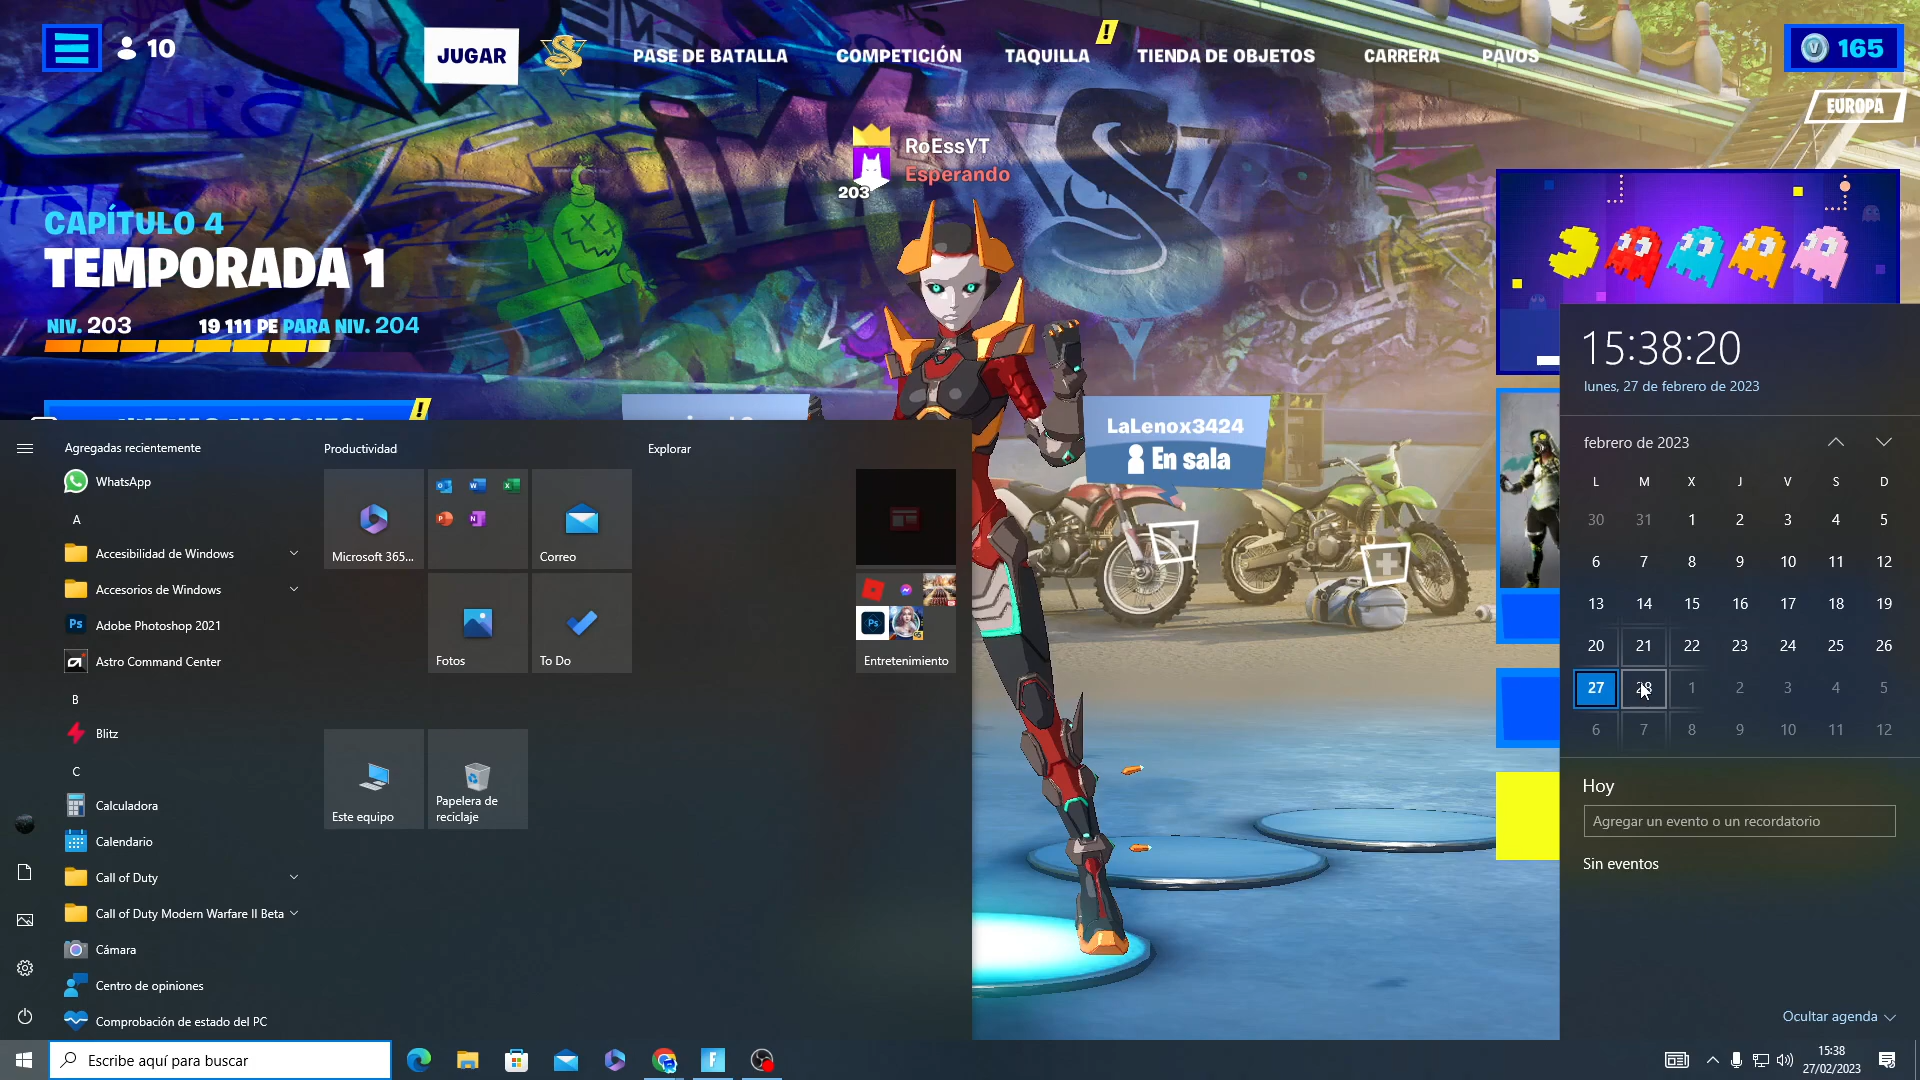 10
JUGAR
PASE DE BATALLA
COMPETICIÓN
TAQUILLA
!
TIENDA DE OBJETOS
CARRERA
PAVOS
165
EUROPA
RoEssYT
Esperando
203
CAPÍTULO 4
TEMPORADA 1
NIV. 203
19 111 PE PARA NIV. 204
!
LaLenox3424
En sala
15:38:20
lunes, 27 de febrero de 2023
febrero de 2023
L M X J V S D
30 31 1 2 3 4 5
6 7 8 9 10 11 12
13 14 15 16 17 18 19
20 21 22 23 24 25 26
27 28 1 2 3 4 5
6 7 8 9 10 11 12
Hoy
Agregar un evento o un recordatorio
Sin eventos
Ocultar agenda
Agregadas recientemente
WhatsApp
A
Accesibilidad de Windows
Accesorios de Windows
Adobe Photoshop 2021
Astro Command Center
B
Blitz
C
Calculadora
Calendario
Call of Duty
Call of Duty Modern Warfare II Beta
Cámara
Centro de opiniones
Comprobación de estado del PC
Productividad
Microsoft 365...
Correo
Fotos
To Do
Este equipo
Papelera de
reciclaje
Explorar
Ps
Entretenimiento
Escribe aquí para buscar
15:38
27/02/2023